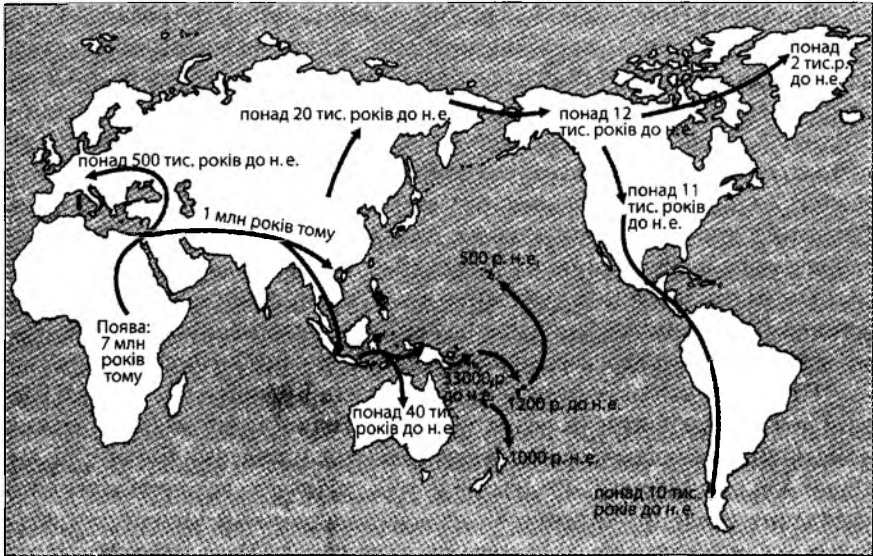 понад
2 тис.р.
до н.е.
понад 20 тис. років до н.е.
понад 12
тис. років до н.е.
понад 500 тис. років до н.е.
понад 11
тис. років
до н.е.
1 млн років тому
500 р. н.е.
Поява:
7 млн
років
тому
33000 р.
до н.е.
1200 р. до н.е.
понад 40 тис.
років до н.е.
1000 р. н.е.
понад 10 тис.
років до н.е.